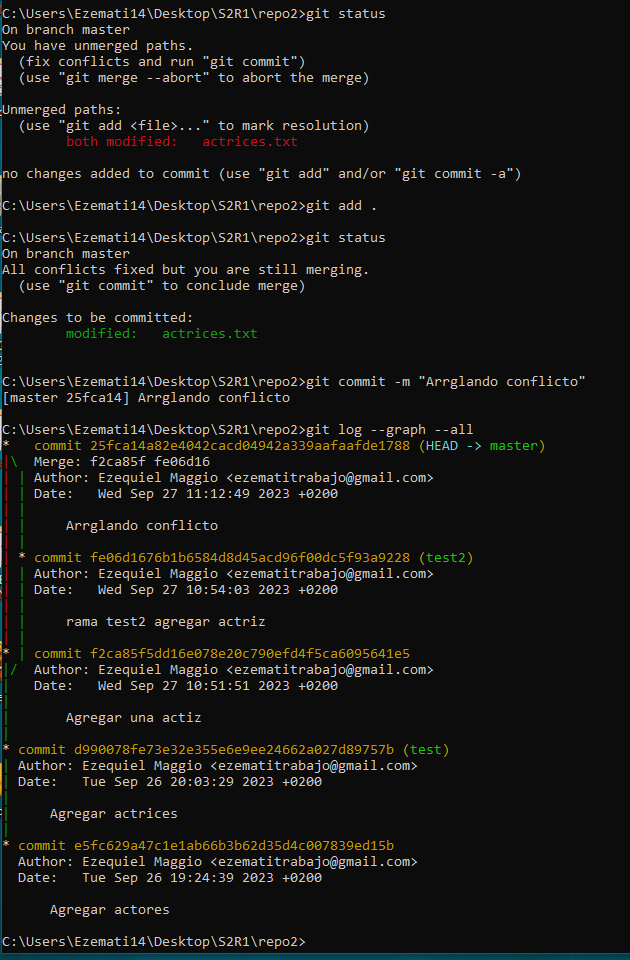 C:\Users\Ezemati14\Desktop\S2R1\repo2>git status
On branch master
You have unmerged paths.
  (fix conflicts and run "git commit")
  (use "git merge --abort" to abort the merge)

Unmerged paths:
  (use "git add <file>..." to mark resolution)
        both modified:   actrices.txt

no changes added to commit (use "git add" and/or "git commit -a")

C:\Users\Ezemati14\Desktop\S2R1\repo2>git add .

C:\Users\Ezemati14\Desktop\S2R1\repo2>git status
On branch master
All conflicts fixed but you are still merging.
  (use "git commit" to conclude merge)

Changes to be committed:
        modified:   actrices.txt


C:\Users\Ezemati14\Desktop\S2R1\repo2>git commit -m "Arrglando conflicto"
[master 25fca14] Arrglando conflicto

C:\Users\Ezemati14\Desktop\S2R1\repo2>git log --graph --all
*   commit 25fca14a82e4042cacd04942a339aafaafde1788 (HEAD -> master)
|\  Merge: f2ca85f fe06d16
| | Author: Ezequiel Maggio <ezematitrabajo@gmail.com>
| | Date:   Wed Sep 27 11:12:49 2023 +0200
| |
| |     Arrglando conflicto
| |
| * commit fe06d1676b1b6584d8d45acd96f00dc5f93a9228 (test2)
| | Author: Ezequiel Maggio <ezematitrabajo@gmail.com>
| | Date:   Wed Sep 27 10:54:03 2023 +0200
| |
| |     rama test2 agregar actriz
| |
* | commit f2ca85f5dd16e078e20c790efd4f5ca6095641e5
|/  Author: Ezequiel Maggio <ezematitrabajo@gmail.com>
|   Date:   Wed Sep 27 10:51:51 2023 +0200
|
|       Agregar una actiz
|
* commit d990078fe73e32e355e6e9ee24662a027d89757b (test)
| Author: Ezequiel Maggio <ezematitrabajo@gmail.com>
| Date:   Tue Sep 26 20:03:29 2023 +0200
|
|     Agregar actrices
|
* commit e5fc629a47c1e1ab66b3b62d35d4c007839ed15b
  Author: Ezequiel Maggio <ezematitrabajo@gmail.com>
  Date:   Tue Sep 26 19:24:39 2023 +0200

      Agregar actores

C:\Users\Ezemati14\Desktop\S2R1\repo2>